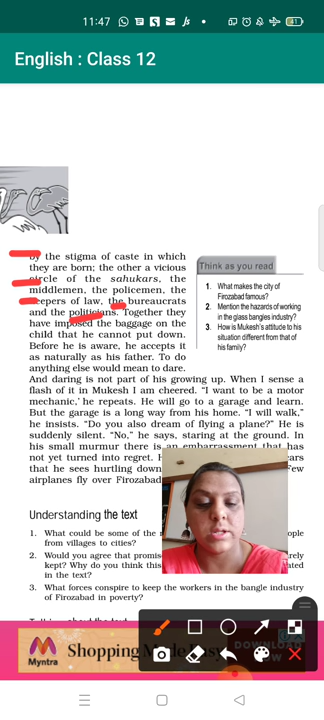 11:47
41
English : Class 12
by the stigma of caste in which
they are born; the other a vicious
circle of the sahukars, the
middlemen, the policemen, the
keepers of law, the bureaucrats
and the politicians. Together they
have imposed the baggage on the
child that he cannot put down.
Before he is aware, he accepts it
as naturally as his father. To do
anything else would mean to dare.
And daring is not part of his growing up. When I sense a
flash of it in Mukesh I am cheered. “I want to be a motor
mechanic,’ he repeats. He will go to a garage and learn.
But the garage is a long way from his home. “I will walk,”
he insists. “Do you also dream of flying a plane?” He is
suddenly silent. “No,” he says, staring at the ground. In
his small murmur there is an embarrassment that has
not yet turned into regret.
that he sees hurtling down Few
airplanes fly over Firozabad
Think as you read
1. What makes the city of
Firozabad famous?
2. Mention the hazards of working
in the glass bangles industry?
3. How is Mukesh's attitude to his
situation different from that of
his family?
Understanding the text
1. What could be some of the
from villages to cities?
2. Would you agree that
kept? Why do you think this
in the text?
3. What forces conspire to keep the workers in the bangle industry
of Firozabad in poverty?
Myntra
Shopping